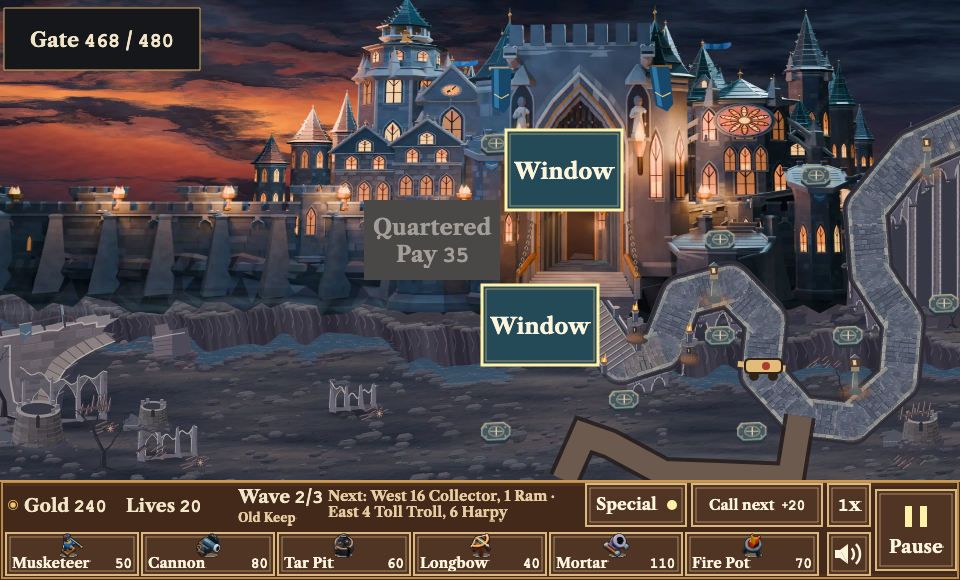 Gate 468 / 480
Window
Quartered
Pay 35
Window
Gold 240
Lives 20
Wave 2/3
Old Keep
Next: West 16 Collector, 1 Ram ·
East 4 Toll Troll, 6 Harpy
Special
Call next +20
1x
Pause
Musketeer 50
Cannon 80
Tar Pit 60
Longbow 40
Mortar 110
Fire Pot 70